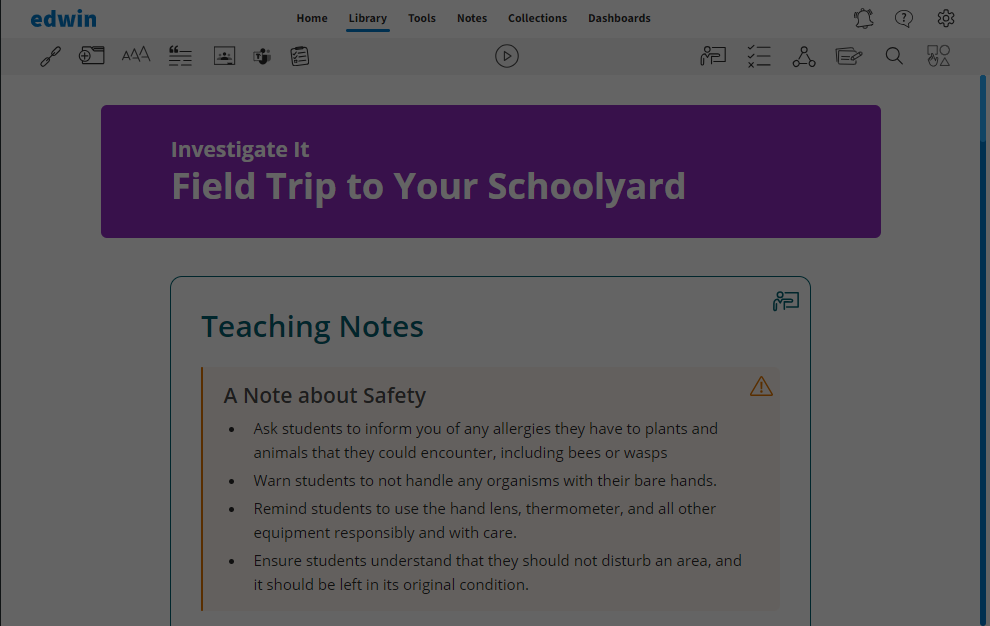 edwin
Home Library Tools Notes Collections Dashboards
AAA
Investigate It
Field Trip to Your Schoolyard
Teaching Notes
A Note about Safety
• Ask students to inform you of any allergies they have to plants and
animals that they could encounter, including bees or wasps
• Warn students to not handle any organisms with their bare hands.
• Remind students to use the hand lens, thermometer, and all other
equipment responsibly and with care.
• Ensure students understand that they should not disturb an area, and
it should be left in its original condition.